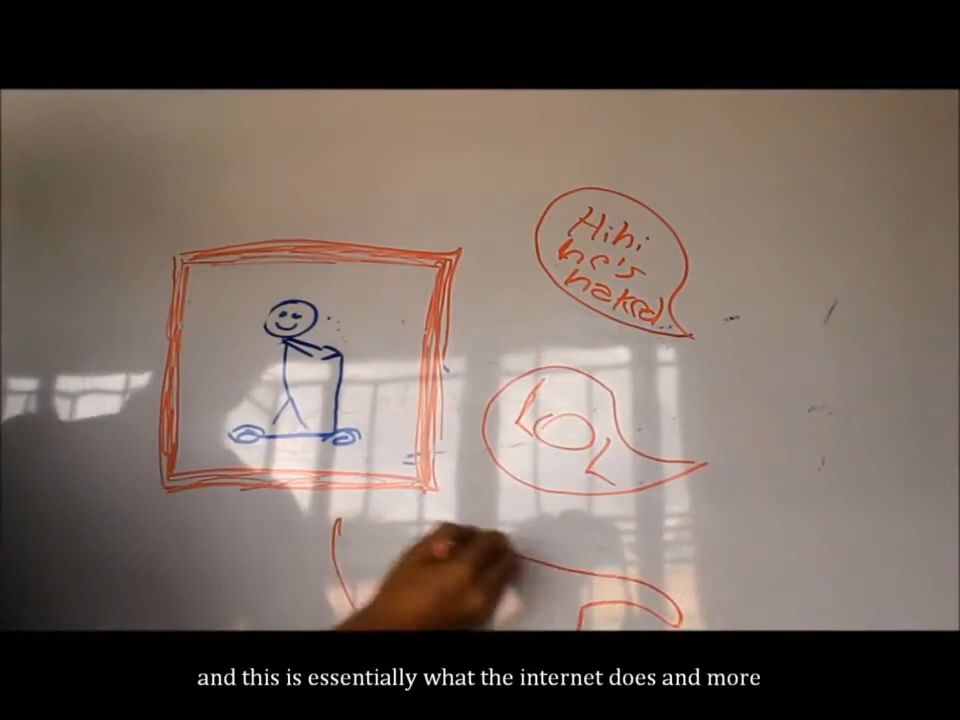 Hihi
he's
naked
LOL
and this is essentially what the internet does and more